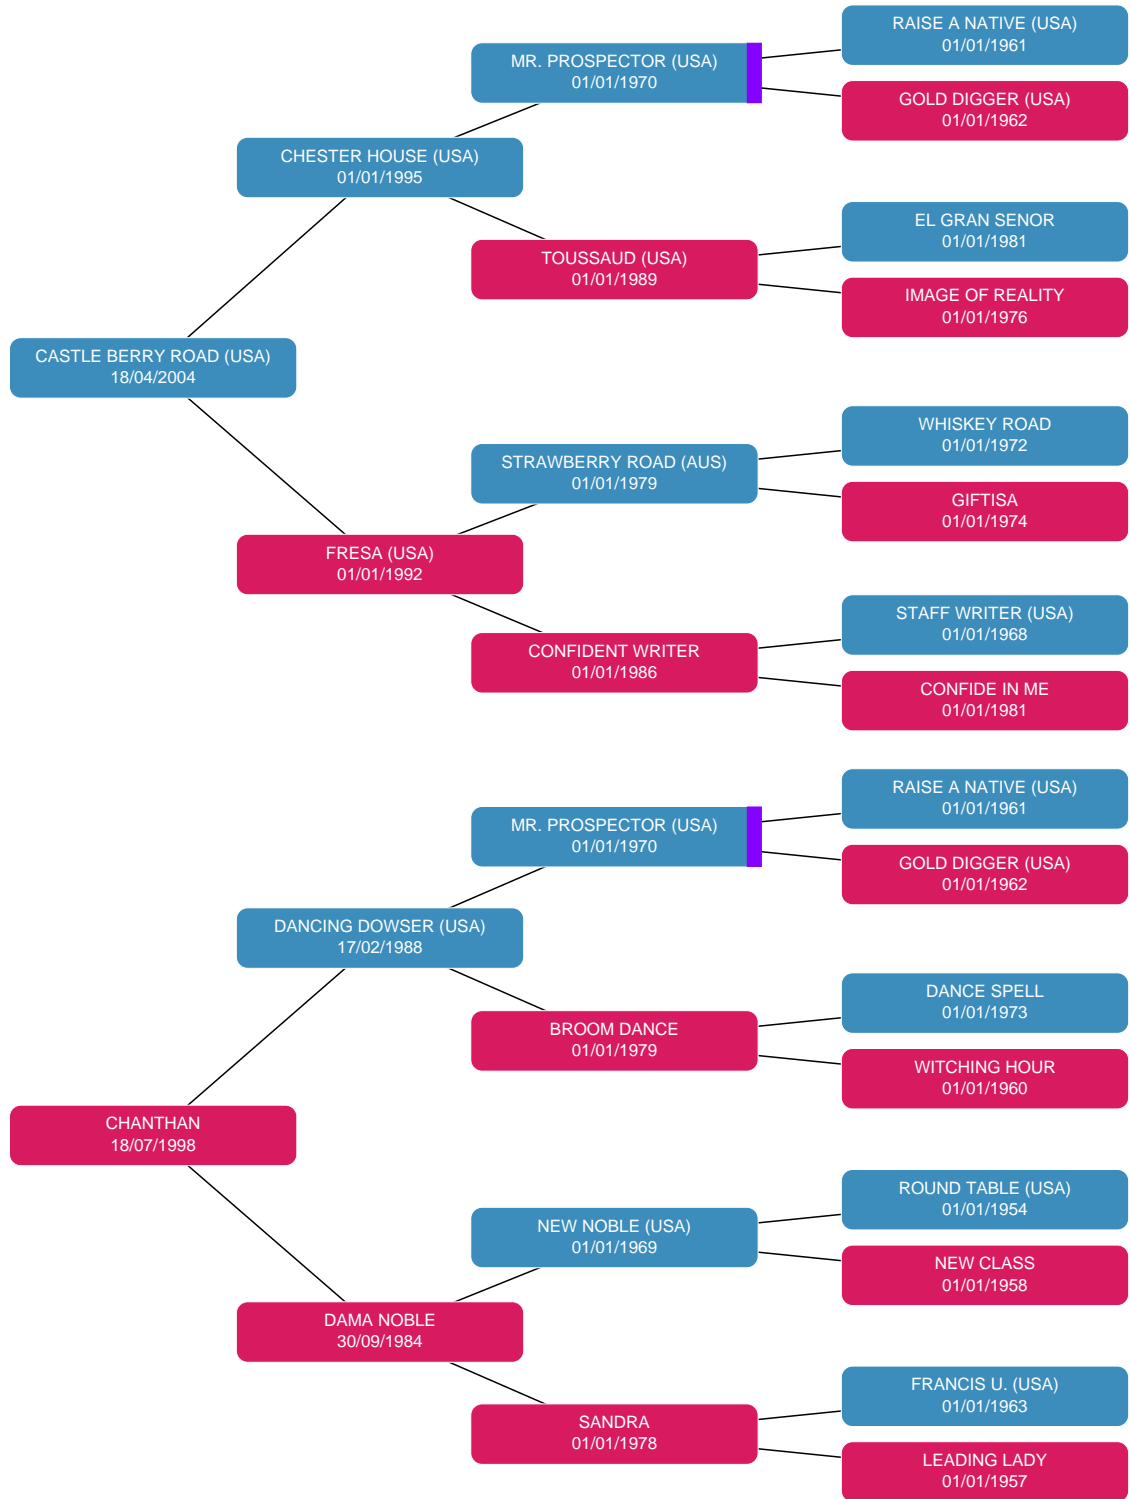 RAISE A NATIVE (USA)
01/01/1961
MR. PROSPECTOR (USA)
01/01/1970
GOLD DIGGER (USA)
01/01/1962
CHESTER HOUSE (USA)
01/01/1995
EL GRAN SENOR
01/01/1981
TOUSSAUD (USA)
01/01/1989
IMAGE OF REALITY
01/01/1976
CASTLE BERRY ROAD (USA)
18/04/2004
WHISKEY ROAD
01/01/1972
STRAWBERRY ROAD (AUS)
01/01/1979
GIFTISA
01/01/1974
FRESA (USA)
01/01/1992
STAFF WRITER (USA)
01/01/1968
CONFIDENT WRITER
01/01/1986
CONFIDE IN ME
01/01/1981
RAISE A NATIVE (USA)
01/01/1961
MR. PROSPECTOR (USA)
01/01/1970
GOLD DIGGER (USA)
01/01/1962
DANCING DOWSER (USA)
17/02/1988
DANCE SPELL
01/01/1973
BROOM DANCE
01/01/1979
WITCHING HOUR
01/01/1960
CHANTHAN
18/07/1998
ROUND TABLE (USA)
01/01/1954
NEW NOBLE (USA)
01/01/1969
NEW CLASS
01/01/1958
DAMA NOBLE
30/09/1984
FRANCIS U. (USA)
01/01/1963
SANDRA
01/01/1978
LEADING LADY
01/01/1957